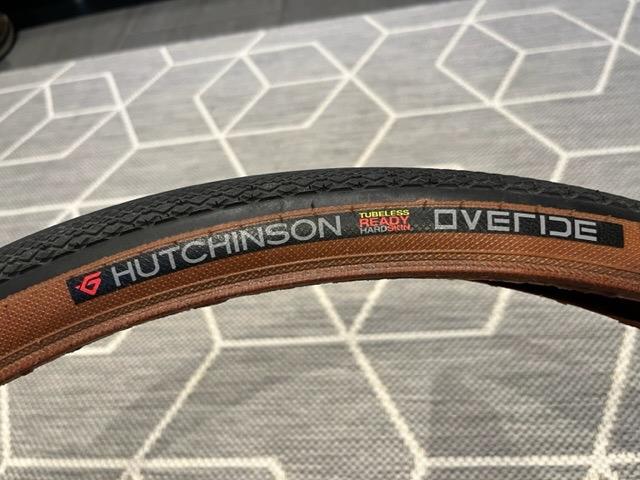 HUTCHINSON
TUBELESS
READY
HARDSKIN.
OVERIDE